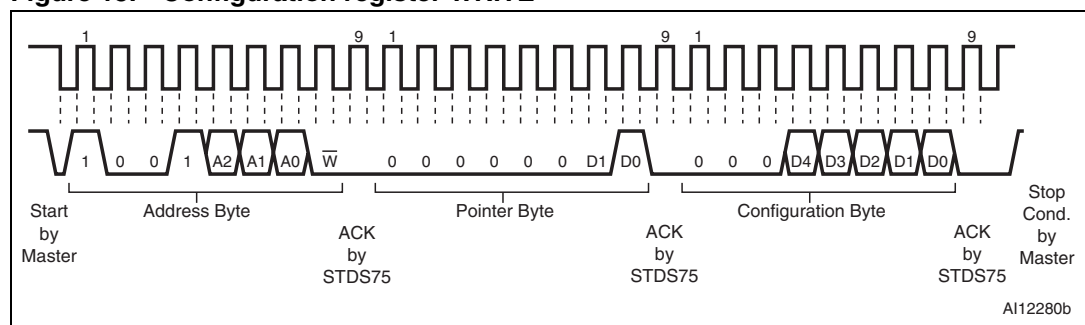 Figure Configuration register WRITE
1 9 1 9 1 9
1 0 0 1 A2 A1 A0 W̅ 0 0 0 0 0 0 D1 D0 0 0 0 D4 D3 D2 D1 D0
Start
by
Master
Address Byte
ACK
by
STDS75
Pointer Byte
ACK
by
STDS75
Configuration Byte
ACK
by
STDS75
Stop
Cond.
by
Master
AI12280b